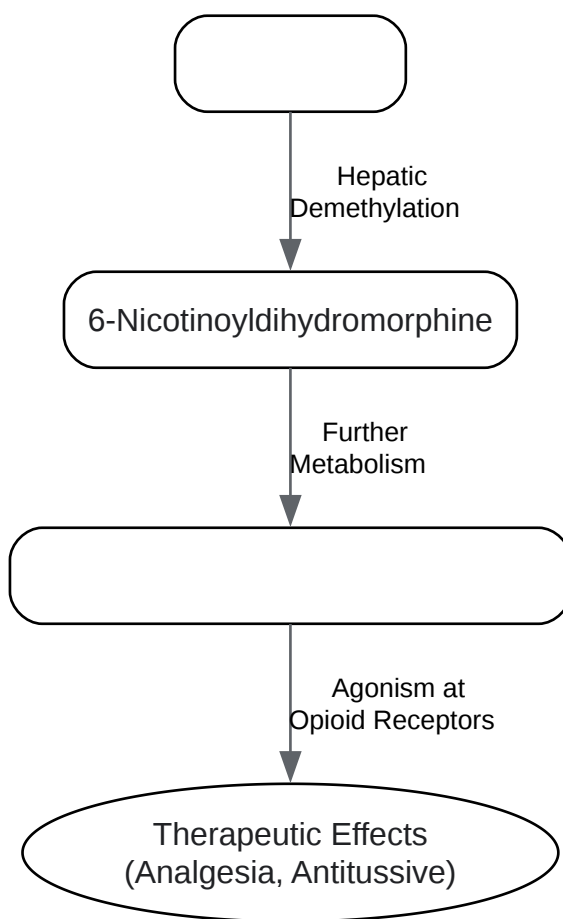 Hepatic
Demethylation
6-Nicotinoyldihydromorphine
Further
Metabolism
Agonism at
Opioid Receptors
Therapeutic Effects
(Analgesia, Antitussive)